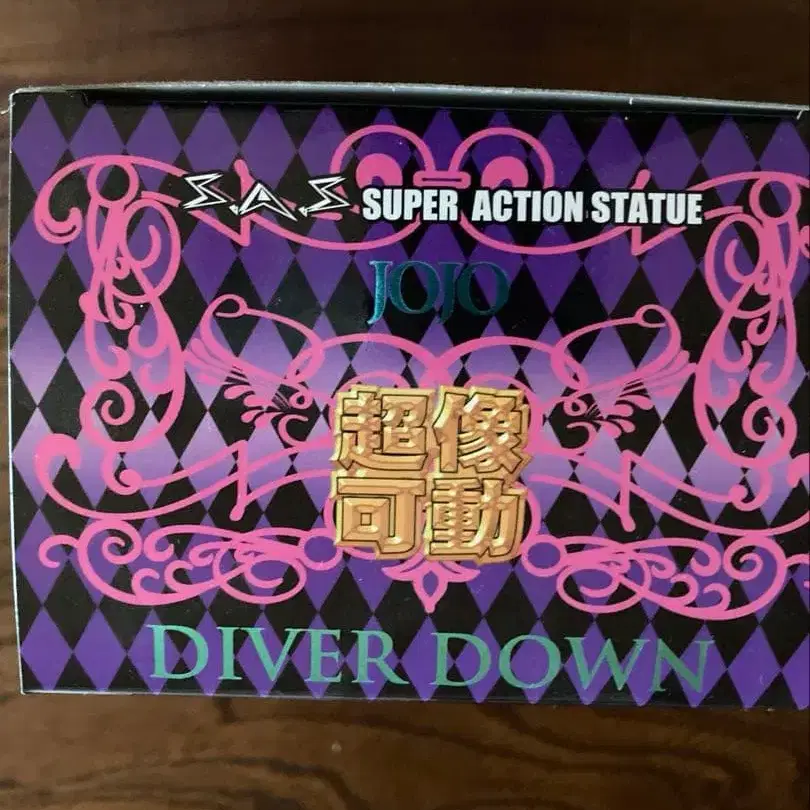 S.A.S SUPER ACTION STATUE
JOJO
超像
可動
DIVER DOWN